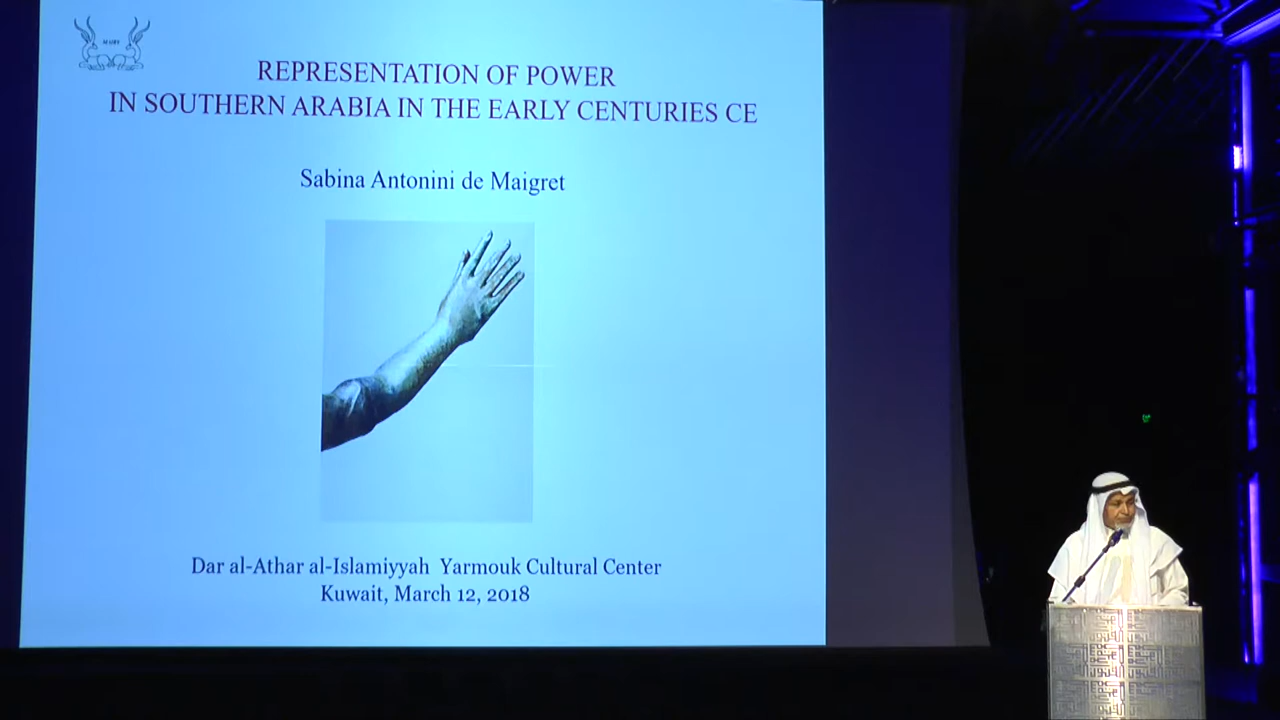 REPRESENTATION OF POWER
IN SOUTHERN ARABIA IN THE EARLY CENTURIES CE
Sabina Antonini de Maigret
Dar al-Athar al-Islamiyyah Yarmouk Cultural Center
Kuwait, March 12, 2018